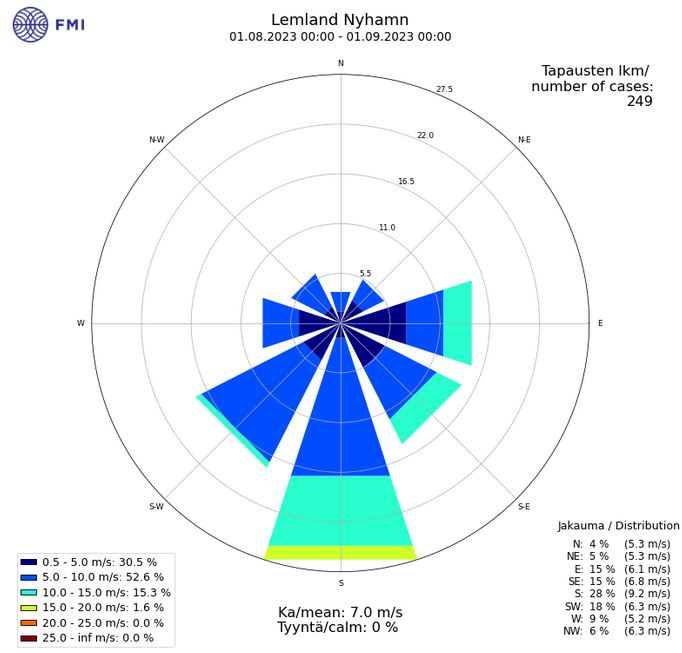 FMI
Lemland Nyhamn
01.08.2023 00:00 - 01.09.2023 00:00
Tapausten lkm/
number of cases:
249
N
27.5
N-W
22.0
N-E
16.5
11.0
5.5
W
E
S-W
S-E
S
Jakauma / Distribution
N: 4 % (5.3 m/s)
NE: 5 % (5.3 m/s)
E: 15 % (6.1 m/s)
SE: 15 % (6.8 m/s)
S: 28 % (9.2 m/s)
SW: 18 % (6.3 m/s)
W: 9 % (5.2 m/s)
NW: 6 % (6.3 m/s)
0.5 - 5.0 m/s: 30.5 %
5.0 - 10.0 m/s: 52.6 %
10.0 - 15.0 m/s: 15.3 %
15.0 - 20.0 m/s: 1.6 %
20.0 - 25.0 m/s: 0.0 %
25.0 - inf m/s: 0.0 %
Ka/mean: 7.0 m/s
Tyyntä/calm: 0 %